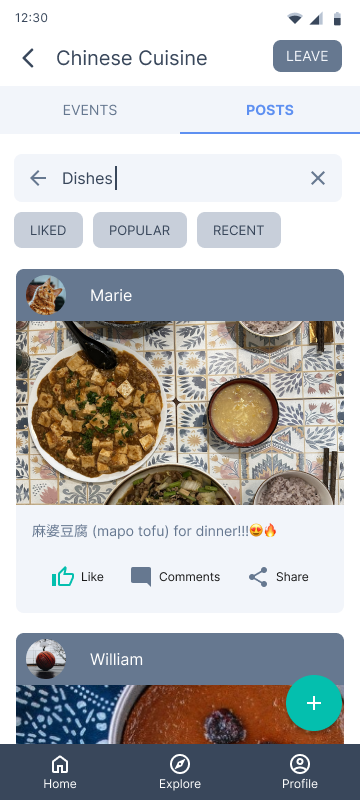 12:30
Chinese Cuisine
LEAVE
EVENTS
POSTS
Dishes
LIKED
POPULAR
RECENT
Marie
麻婆豆腐 (mapo tofu) for dinner!!!😍🔥
Like
Comments
Share
William
Home
Explore
Profile